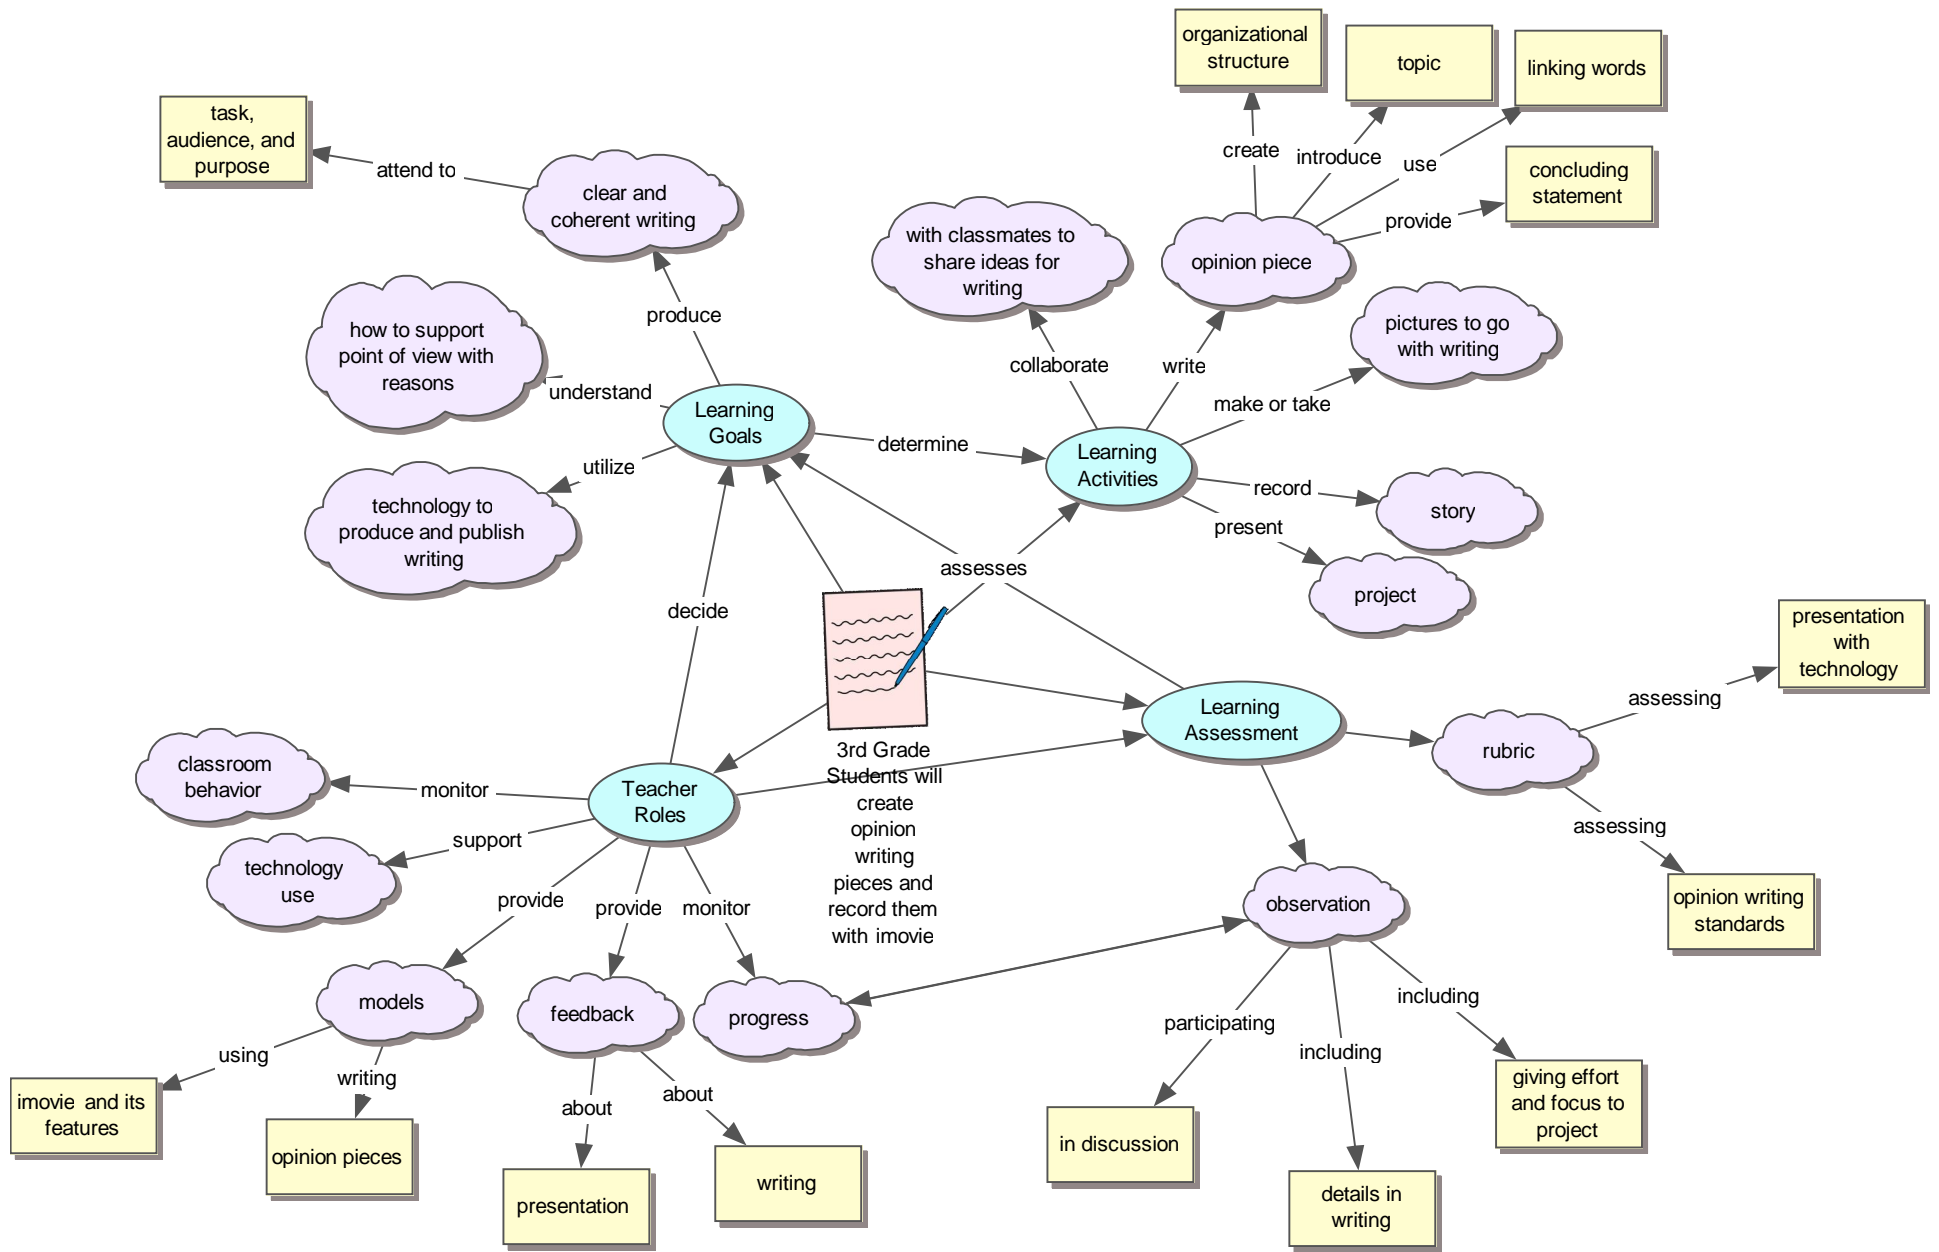 organizational
structure
topic
linking words
task,
audience, and
purpose
attend to
clear and
coherent writing
create
introduce
use
concluding
statement
provide
with classmates to
share ideas for
writing
opinion piece
how to support
point of view with
reasons
produce
pictures to go
with writing
collaborate
write
understand
make or take
Learning
Goals
determine
Learning
Activities
utilize
technology to
produce and publish
writing
record
story
present
project
assesses
decide
presentation
with
technology
assessing
Learning
Assessment
rubric
3rd Grade
Students will
create
opinion
writing
pieces and
record them
with imovie
classroom
behavior
monitor
Teacher
Roles
support
technology
use
assessing
opinion writing
standards
provide
provide
monitor
observation
models
feedback
progress
including
participating
including
using
writing
about
about
imovie and its
features
opinion pieces
presentation
writing
in discussion
details in
writing
giving effort
and focus to
project